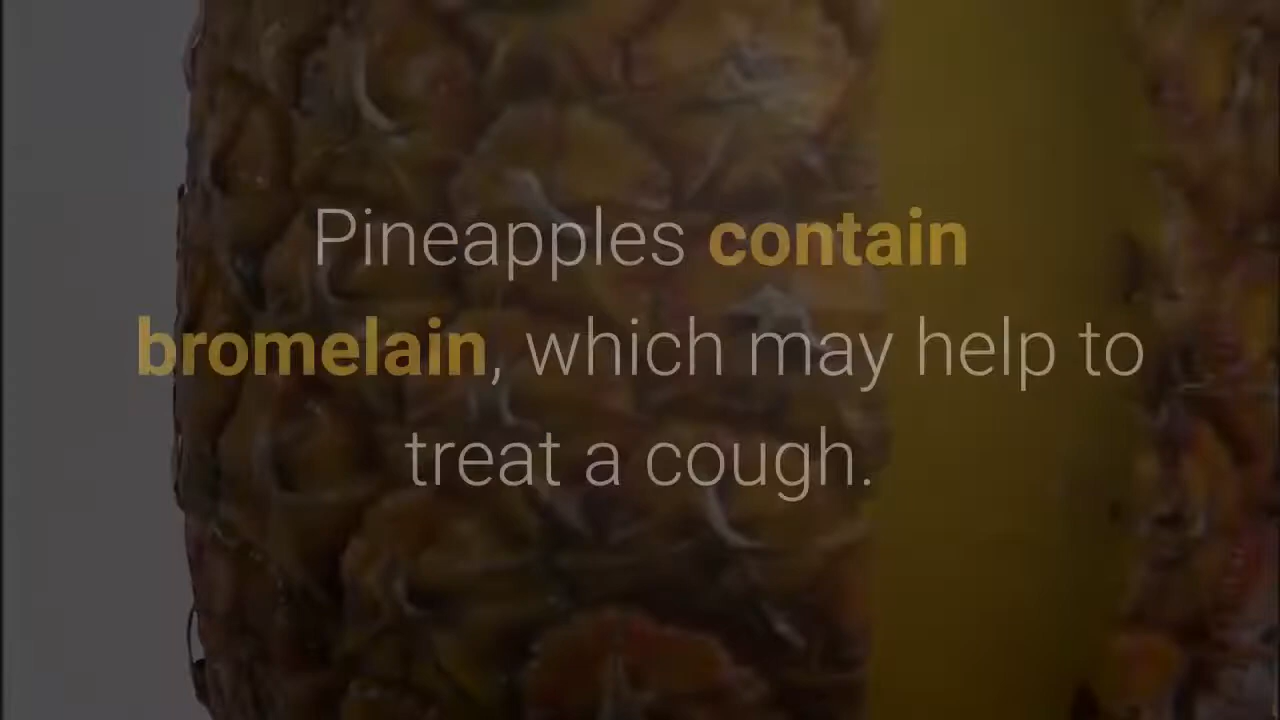 Pineapples contain
bromelain, which may help to
treat a cough.